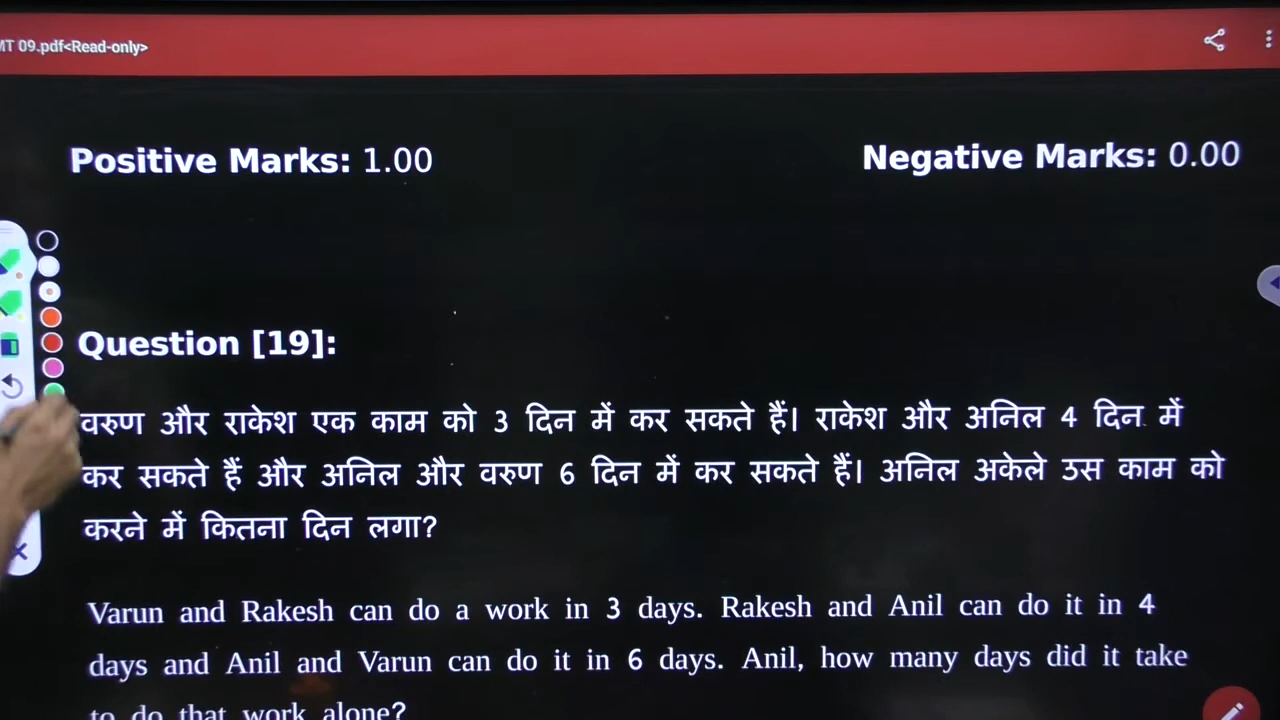 MT 09.pdf<Read-only>
Positive Marks: 1.00
Negative Marks: 0.00
Question [19]:
वरुण और राकेश एक काम को 3 दिन में कर सकते हैं। राकेश और अनिल 4 दिन में
कर सकते हैं और अनिल और वरुण 6 दिन में कर सकते हैं। अनिल अकेले उस काम को
करने में कितना दिन लगा?
Varun and Rakesh can do a work in 3 days. Rakesh and Anil can do it in 4
days and Anil and Varun can do it in 6 days. Anil, how many days did it take
to do that work alone?